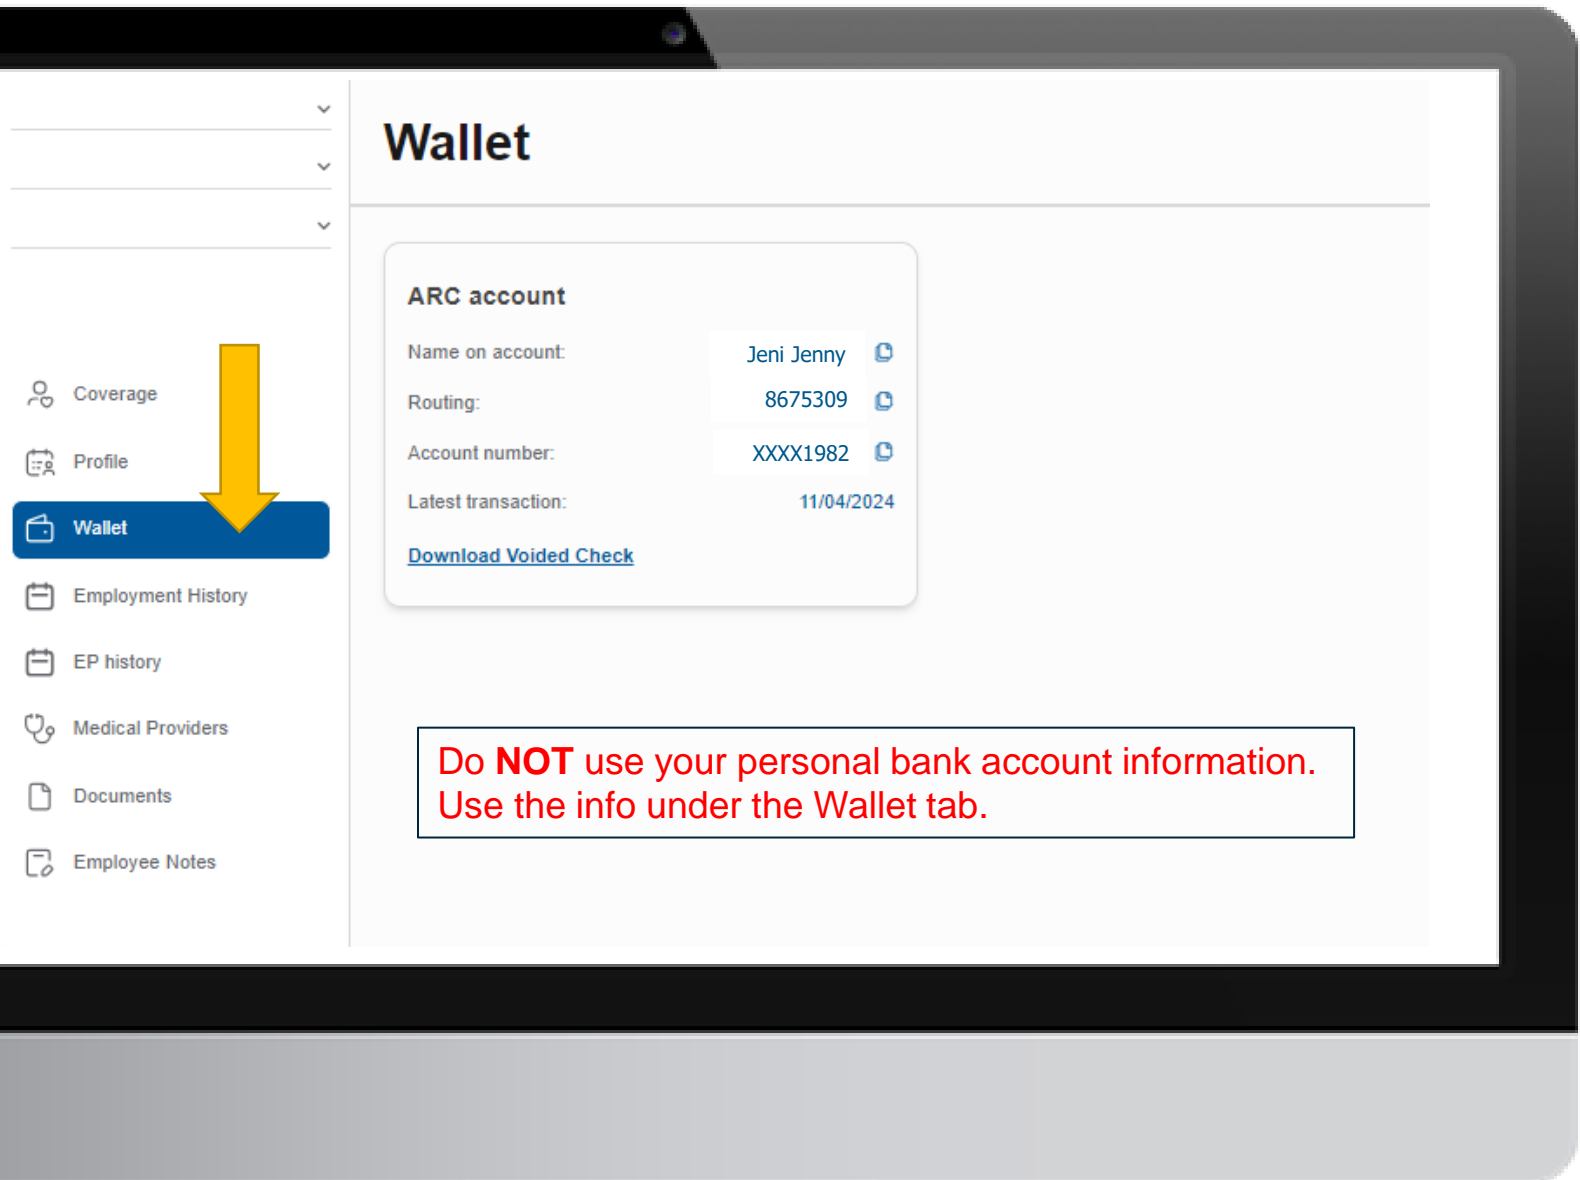 Wallet
ARC account
Name on account: Jeni Jenny
Routing: 8675309
Account number: XXXX1982
Latest transaction: 11/04/2024
Download Voided Check
Coverage
Profile
Wallet
Employment History
EP history
Medical Providers
Documents
Employee Notes
Do NOT use your personal bank account information.
Use the info under the Wallet tab.